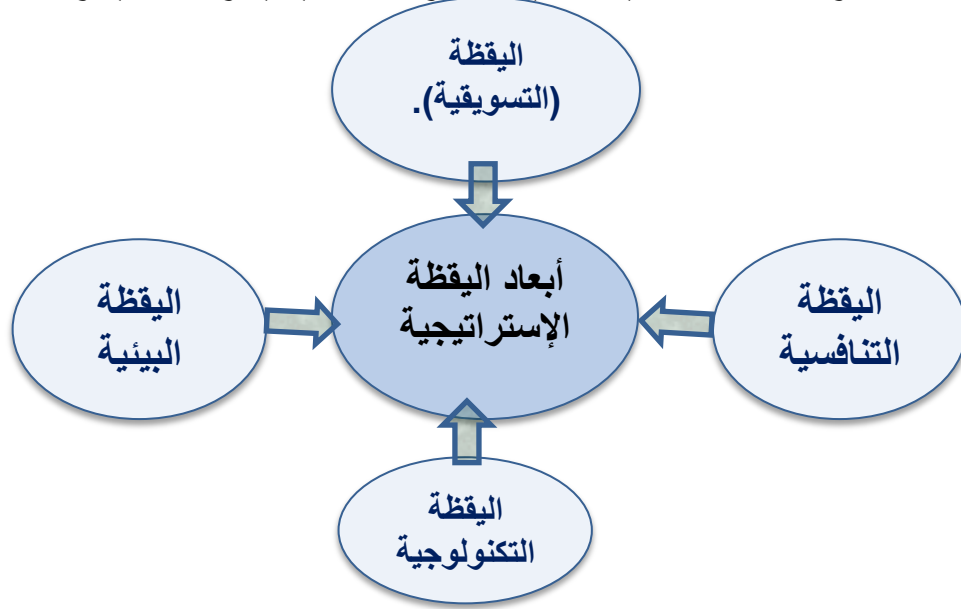 اليقظة
(التسويقية).
أبعاد اليقظة
الإستراتيجية
اليقظة
التنافسية
اليقظة
البيئية
اليقظة
التكنولوجية